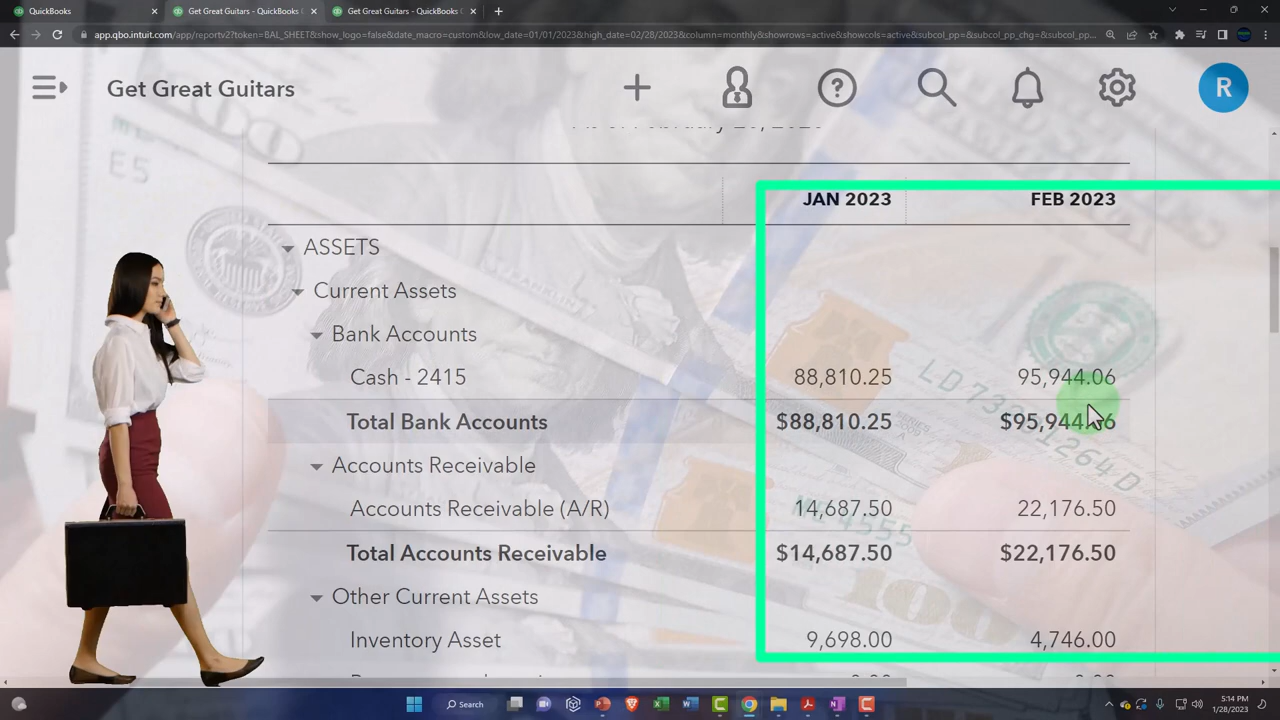 QuickBooks
Get Great Guitars - QuickBooks
Get Great Guitars - QuickBooks
app.qbo.intuit.com/app/reportv2?token=BAL_SHEET&show_logo=false&date_macro=custom&low_date=01/01/2023&high_date=02/28/2023&column=monthly&showrows=active&showcols=active&subcol_pp=&subcol_pp_chg=&subcol_pp...
Get Great Guitars
R
JAN 2023 FEB 2023
ASSETS
Current Assets
Bank Accounts
Cash - 2415 88,810.25 95,944.06
Total Bank Accounts $88,810.25
Accounts Receivable
Accounts Receivable (A/R) 14,687.50 22,176.50
Total Accounts Receivable $14,687.50 $22,176.50
Other Current Assets
Inventory Asset 9,698.00 4,746.00
Search
5:14 PM
1/28/2023